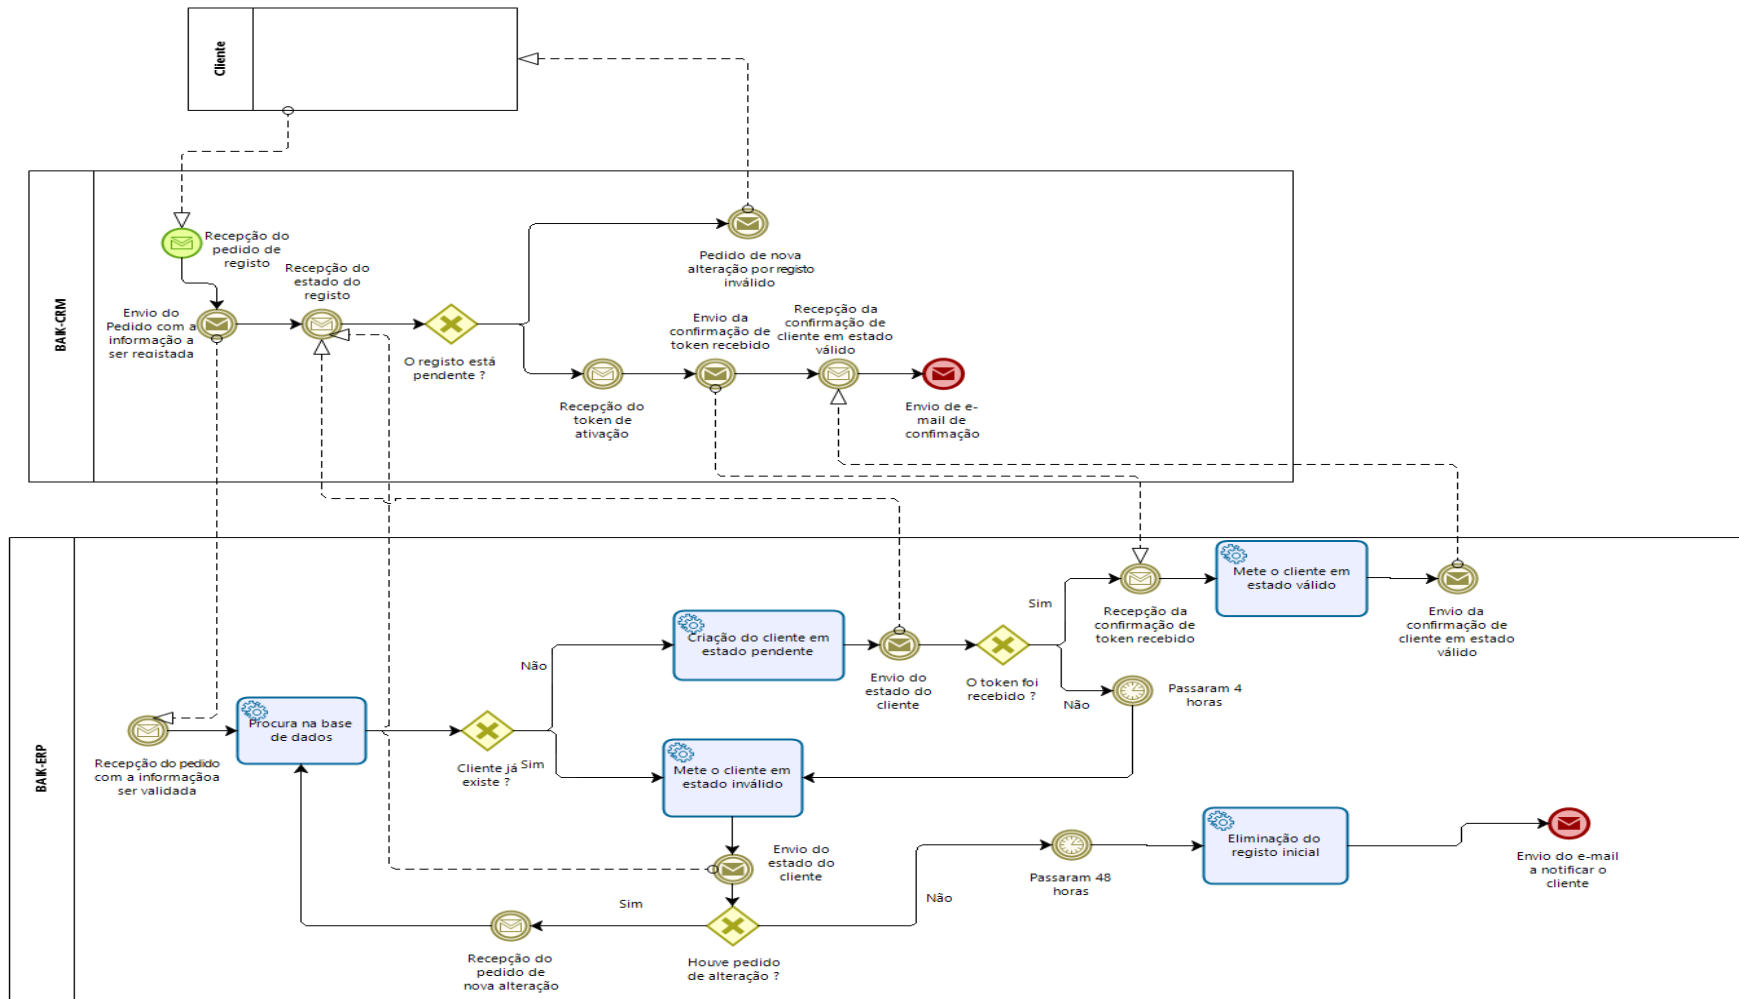 Cliente
BAIK-CRM
Recepção do
pedido de
registo
Envio do
Pedido com a
informação a
ser registada
Recepção do
estado do
registo
O registo está
pendente ?
Pedido de nova
alteração por registo
inválido
Recepção do
token de
ativação
Envio da
confirmação de
token recebido
Recepção da
confirmação de
cliente em estado
válido
Envio de e-
mail de
confimação
BAIK-ERP
Recepção do pedido
com a informaçãoa
ser validada
Procura na base
de dados
Cliente já
existe ?
Não
Sim
Criação do cliente em
estado pendente
Mete o cliente em
estado inválido
Envio do
estado do
cliente
O token foi
recebido ?
Sim
Não
Recepção da
confirmação de
token recebido
Mete o cliente em
estado válido
Envio da
confirmação de
cliente em estado
válido
Passaram 4
horas
Envio do
estado do
cliente
Houve pedido
de alteração ?
Sim
Não
Recepção do
pedido de
nova alteração
Passaram 48
horas
Eliminação do
registo inicial
Envio do e-mail
a notificar o
cliente